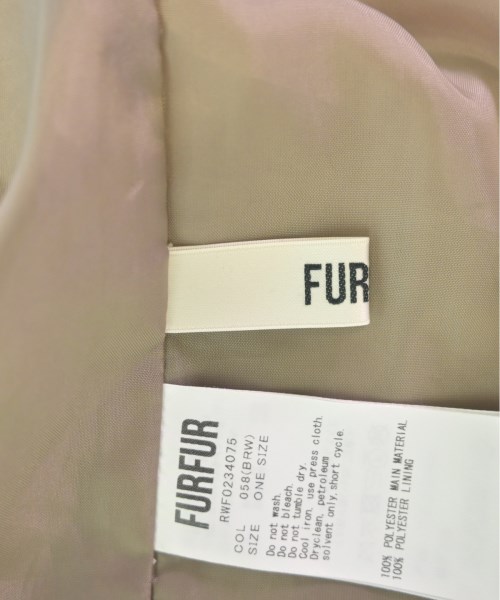 FUR
FURFUR
RWFO234075
COL 058(BRW)
SIZE ONE SIZE
Do not wash.
Do not bleach.
Do not tumble dry.
Cool iron, use press cloth.
Dryclean, petroleum
solvent only, short cycle.
100% POLYESTER MAIN MATERIAL
100% POLYESTER LINING